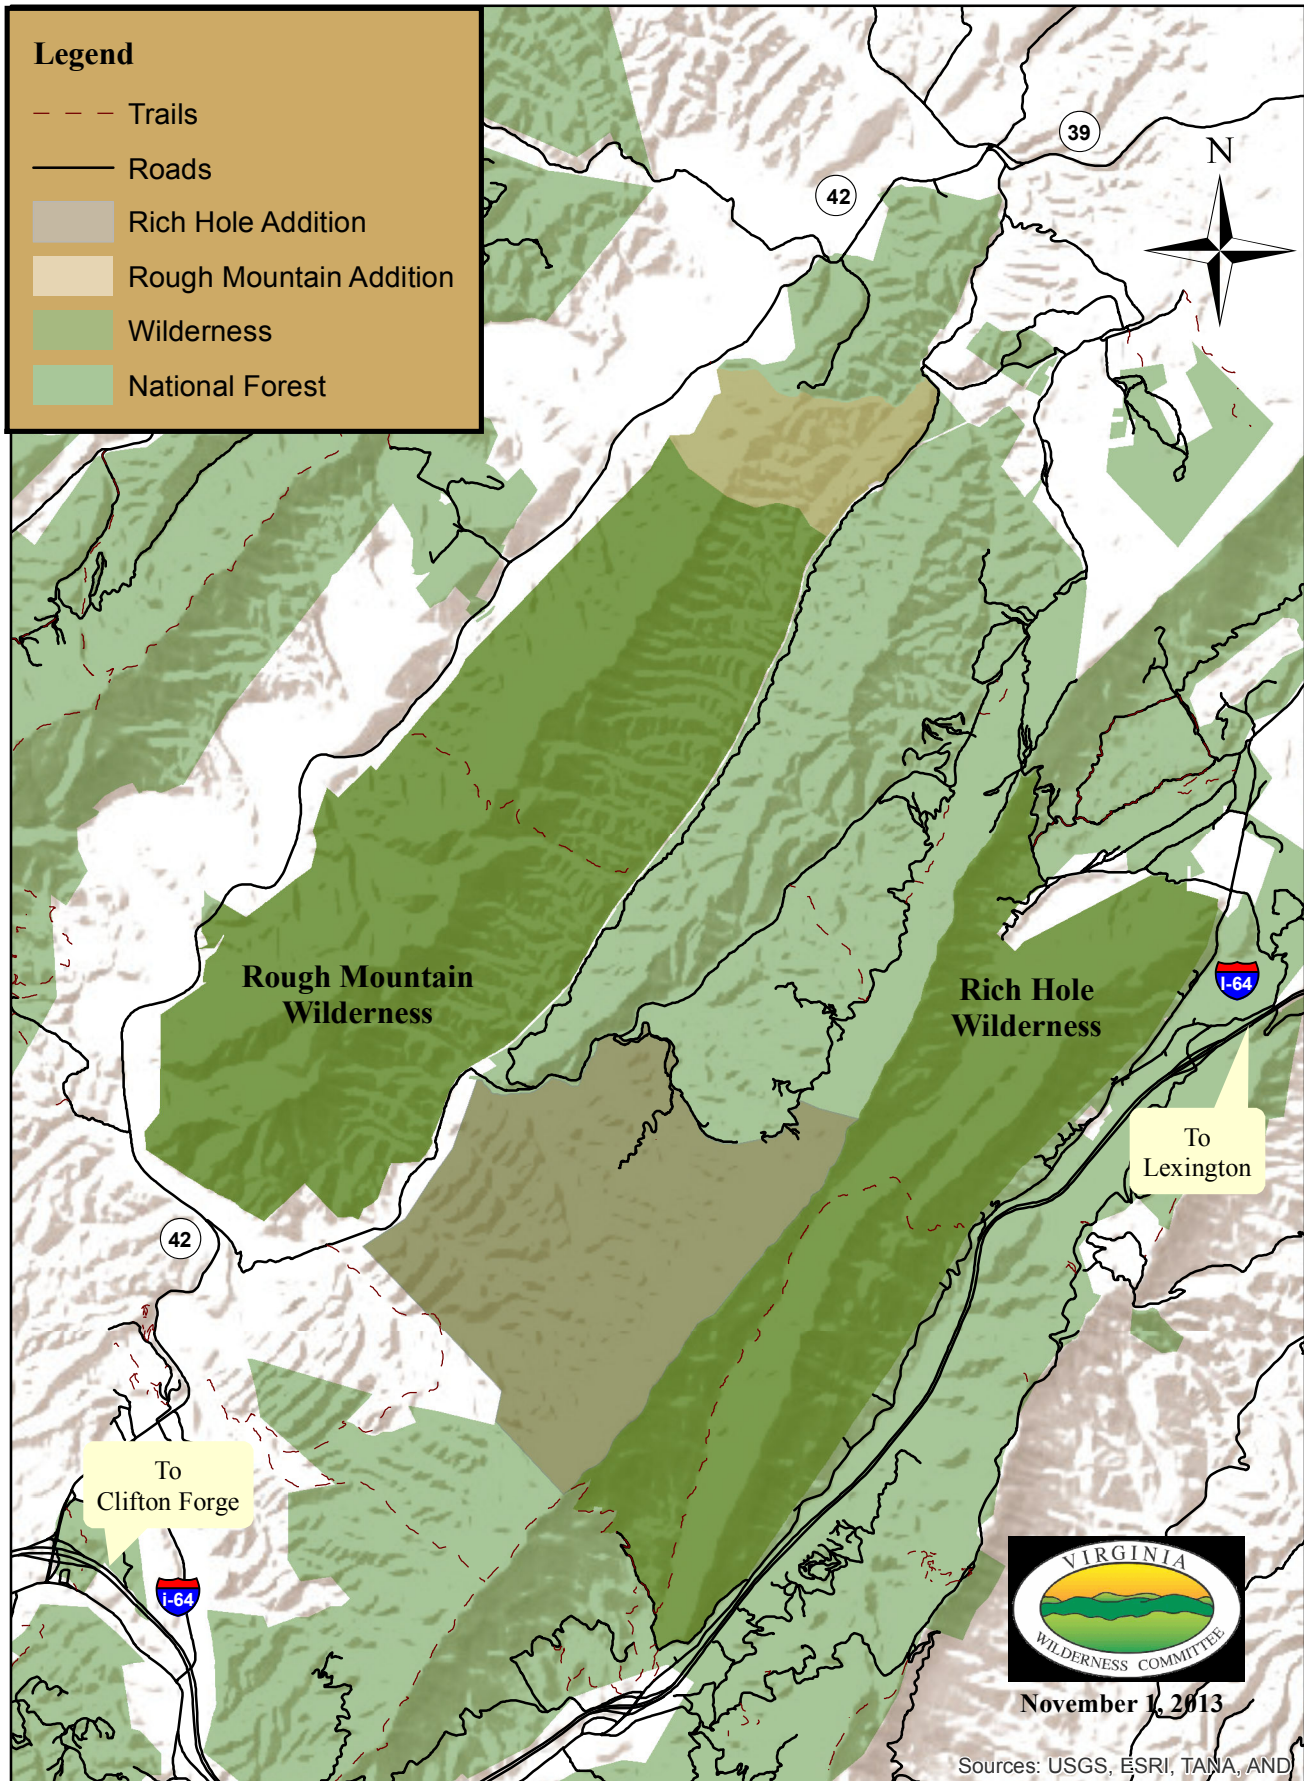 Legend
Trails
Roads
Rich Hole Addition
Rough Mountain Addition
Wilderness
National Forest
39
N
42
Rough Mountain
Wilderness
Rich Hole
Wilderness
I-64
To
Lexington
42
To
Clifton Forge
i-64
VIRGINIA
WILDERNESS COMMITTEE
November 1, 2013
Sources: USGS, ESRI, TANA, AND